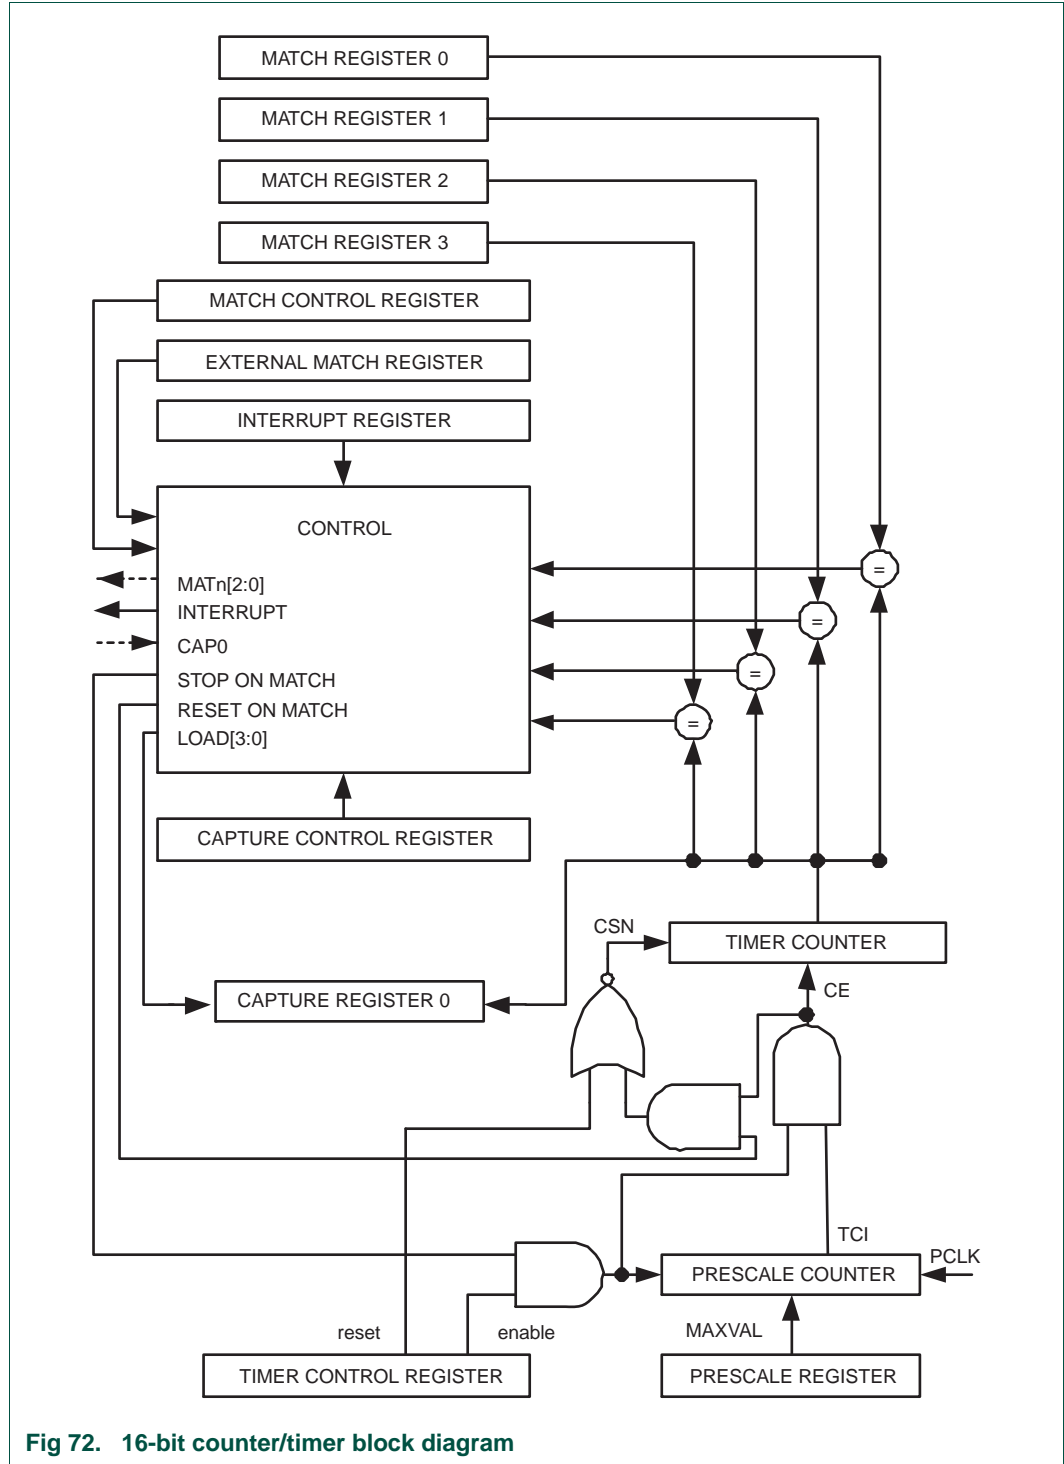 MATCH REGISTER 0
MATCH REGISTER 1
MATCH REGISTER 2
MATCH REGISTER 3
MATCH CONTROL REGISTER
EXTERNAL MATCH REGISTER
INTERRUPT REGISTER
CONTROL
=
=
=
=
MATn[2:0]
INTERRUPT
CAP0
STOP ON MATCH
RESET ON MATCH
LOAD[3:0]
CAPTURE CONTROL REGISTER
CSN
TIMER COUNTER
CE
CAPTURE REGISTER 0
TCI
PCLK
PRESCALE COUNTER
reset
enable
MAXVAL
TIMER CONTROL REGISTER
PRESCALE REGISTER
Fig 72. 16-bit counter/timer block diagram